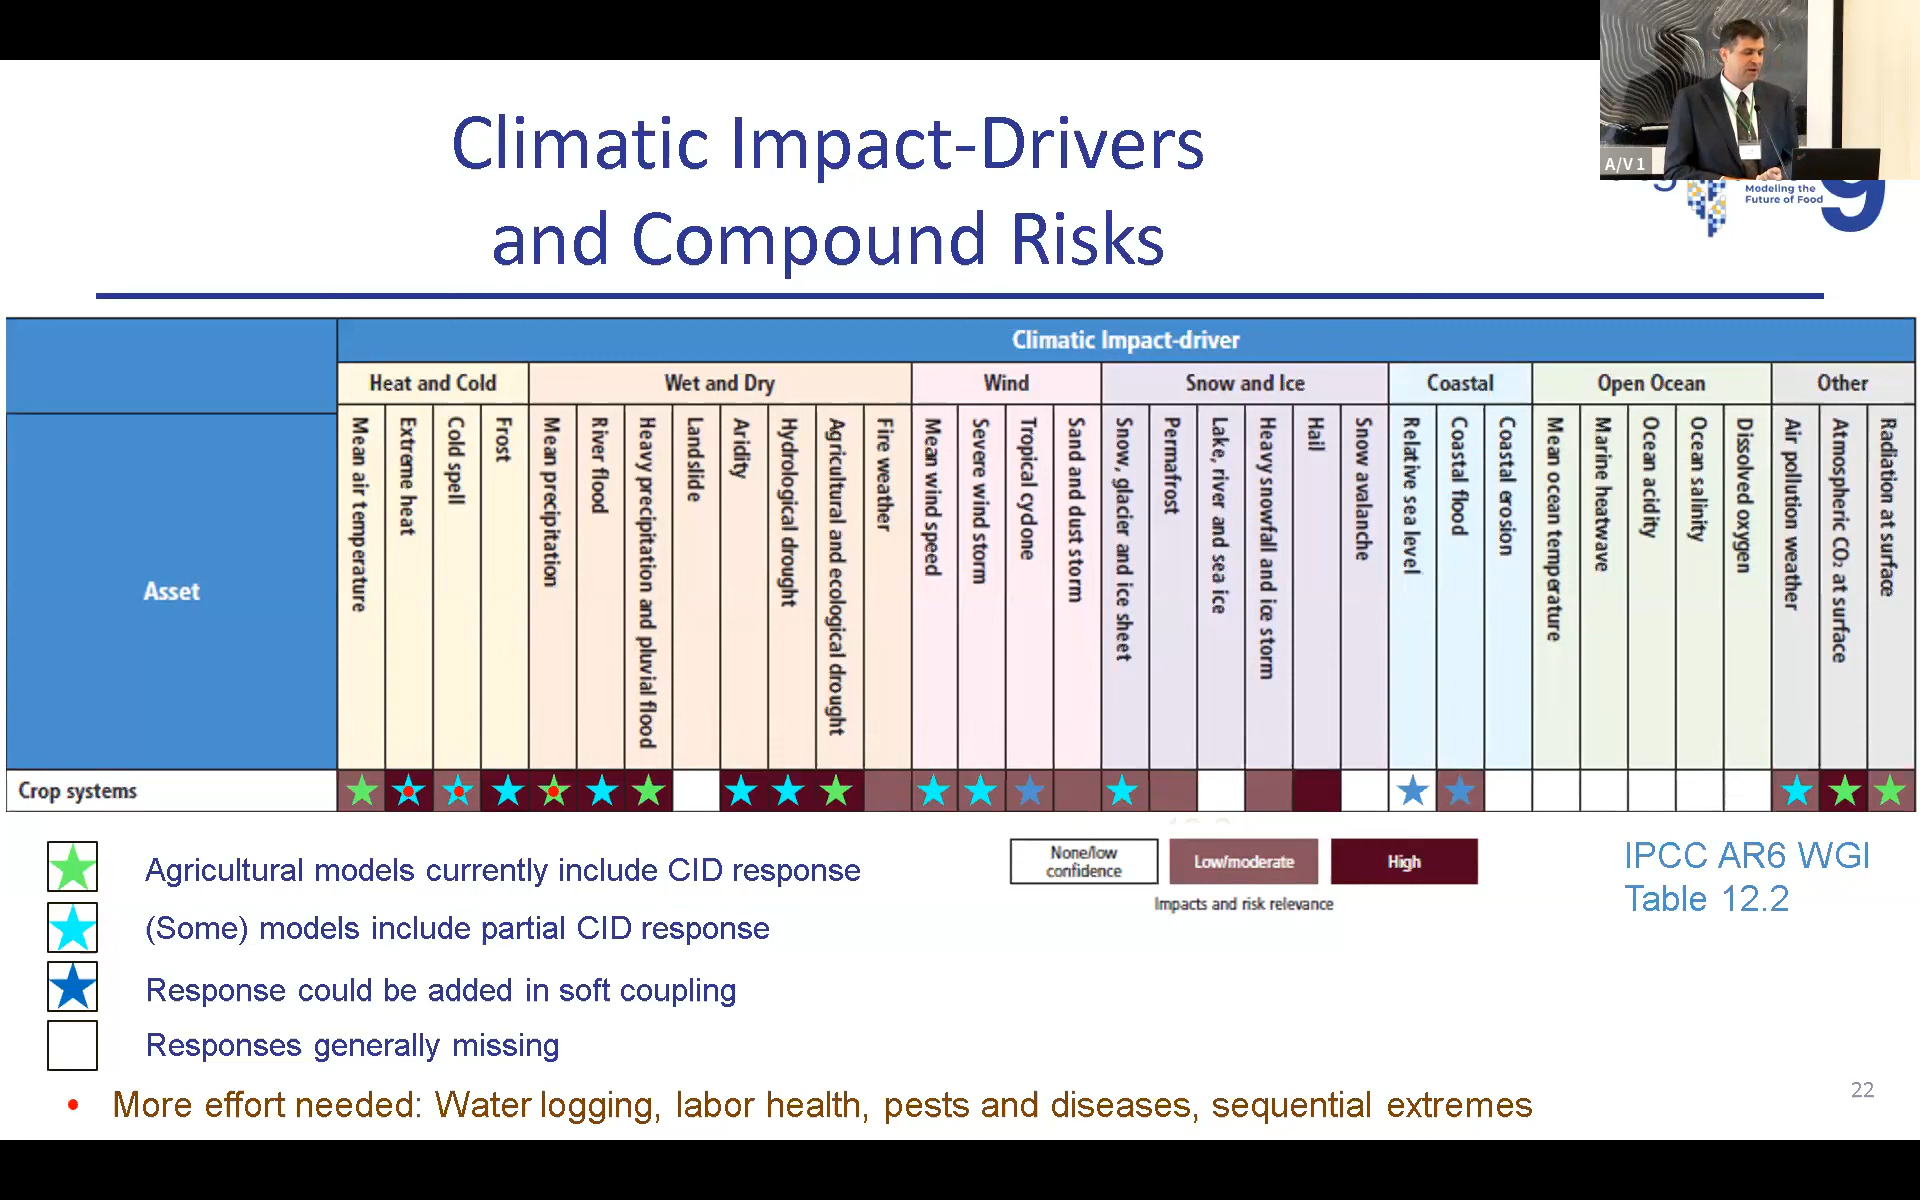 A/V 1
Climatic Impact-Drivers
and Compound Risks
Modeling the
Future of Food
9
Climatic Impact-driver
Heat and Cold
Wet and Dry
Wind
Snow and Ice
Coastal
Open Ocean
Other
Asset
Mean air temperature
Extreme heat
Cold spell
Frost
Mean precipitation
River flood
Heavy precipitation and pluvial flood
Landslide
Aridity
Hydrological drought
Agricultural and ecological drought
Fire weather
Mean wind speed
Severe wind storm
Tropical cyclone
Sand and dust storm
Snow, glacier and ice sheet
Permafrost
Lake, river and sea ice
Heavy snowfall and ice storm
Hail
Snow avalanche
Relative sea level
Coastal flood
Coastal erosion
Mean ocean temperature
Marine heatwave
Ocean acidity
Ocean salinity
Dissolved oxygen
Air pollution weather
Atmospheric CO₂ at surface
Radiation at surface
Crop systems
Agricultural models currently include CID response
(Some) models include partial CID response
Response could be added in soft coupling
Responses generally missing
None/low
confidence
Low/moderate
High
Impacts and risk relevance
IPCC AR6 WGI
Table 12.2
• More effort needed: Water logging, labor health, pests and diseases, sequential extremes
22